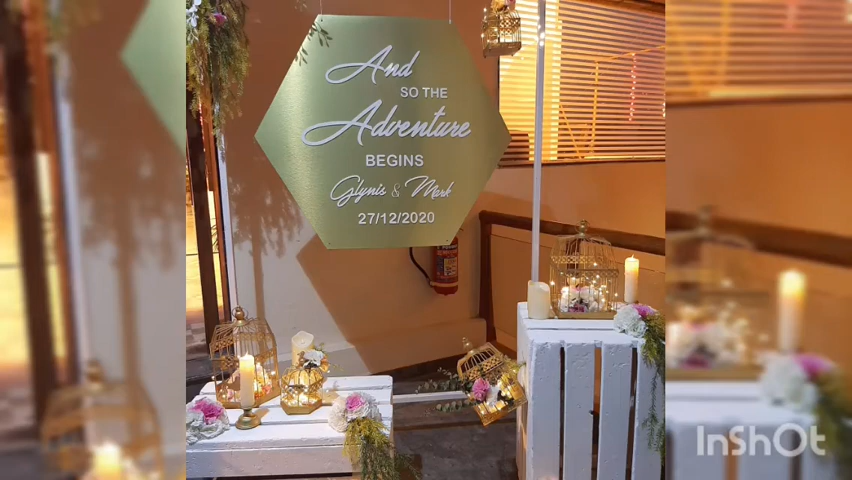 And
SO THE
Adventure
BEGINS
Glynis & Mark
27/12/2020
InShOt